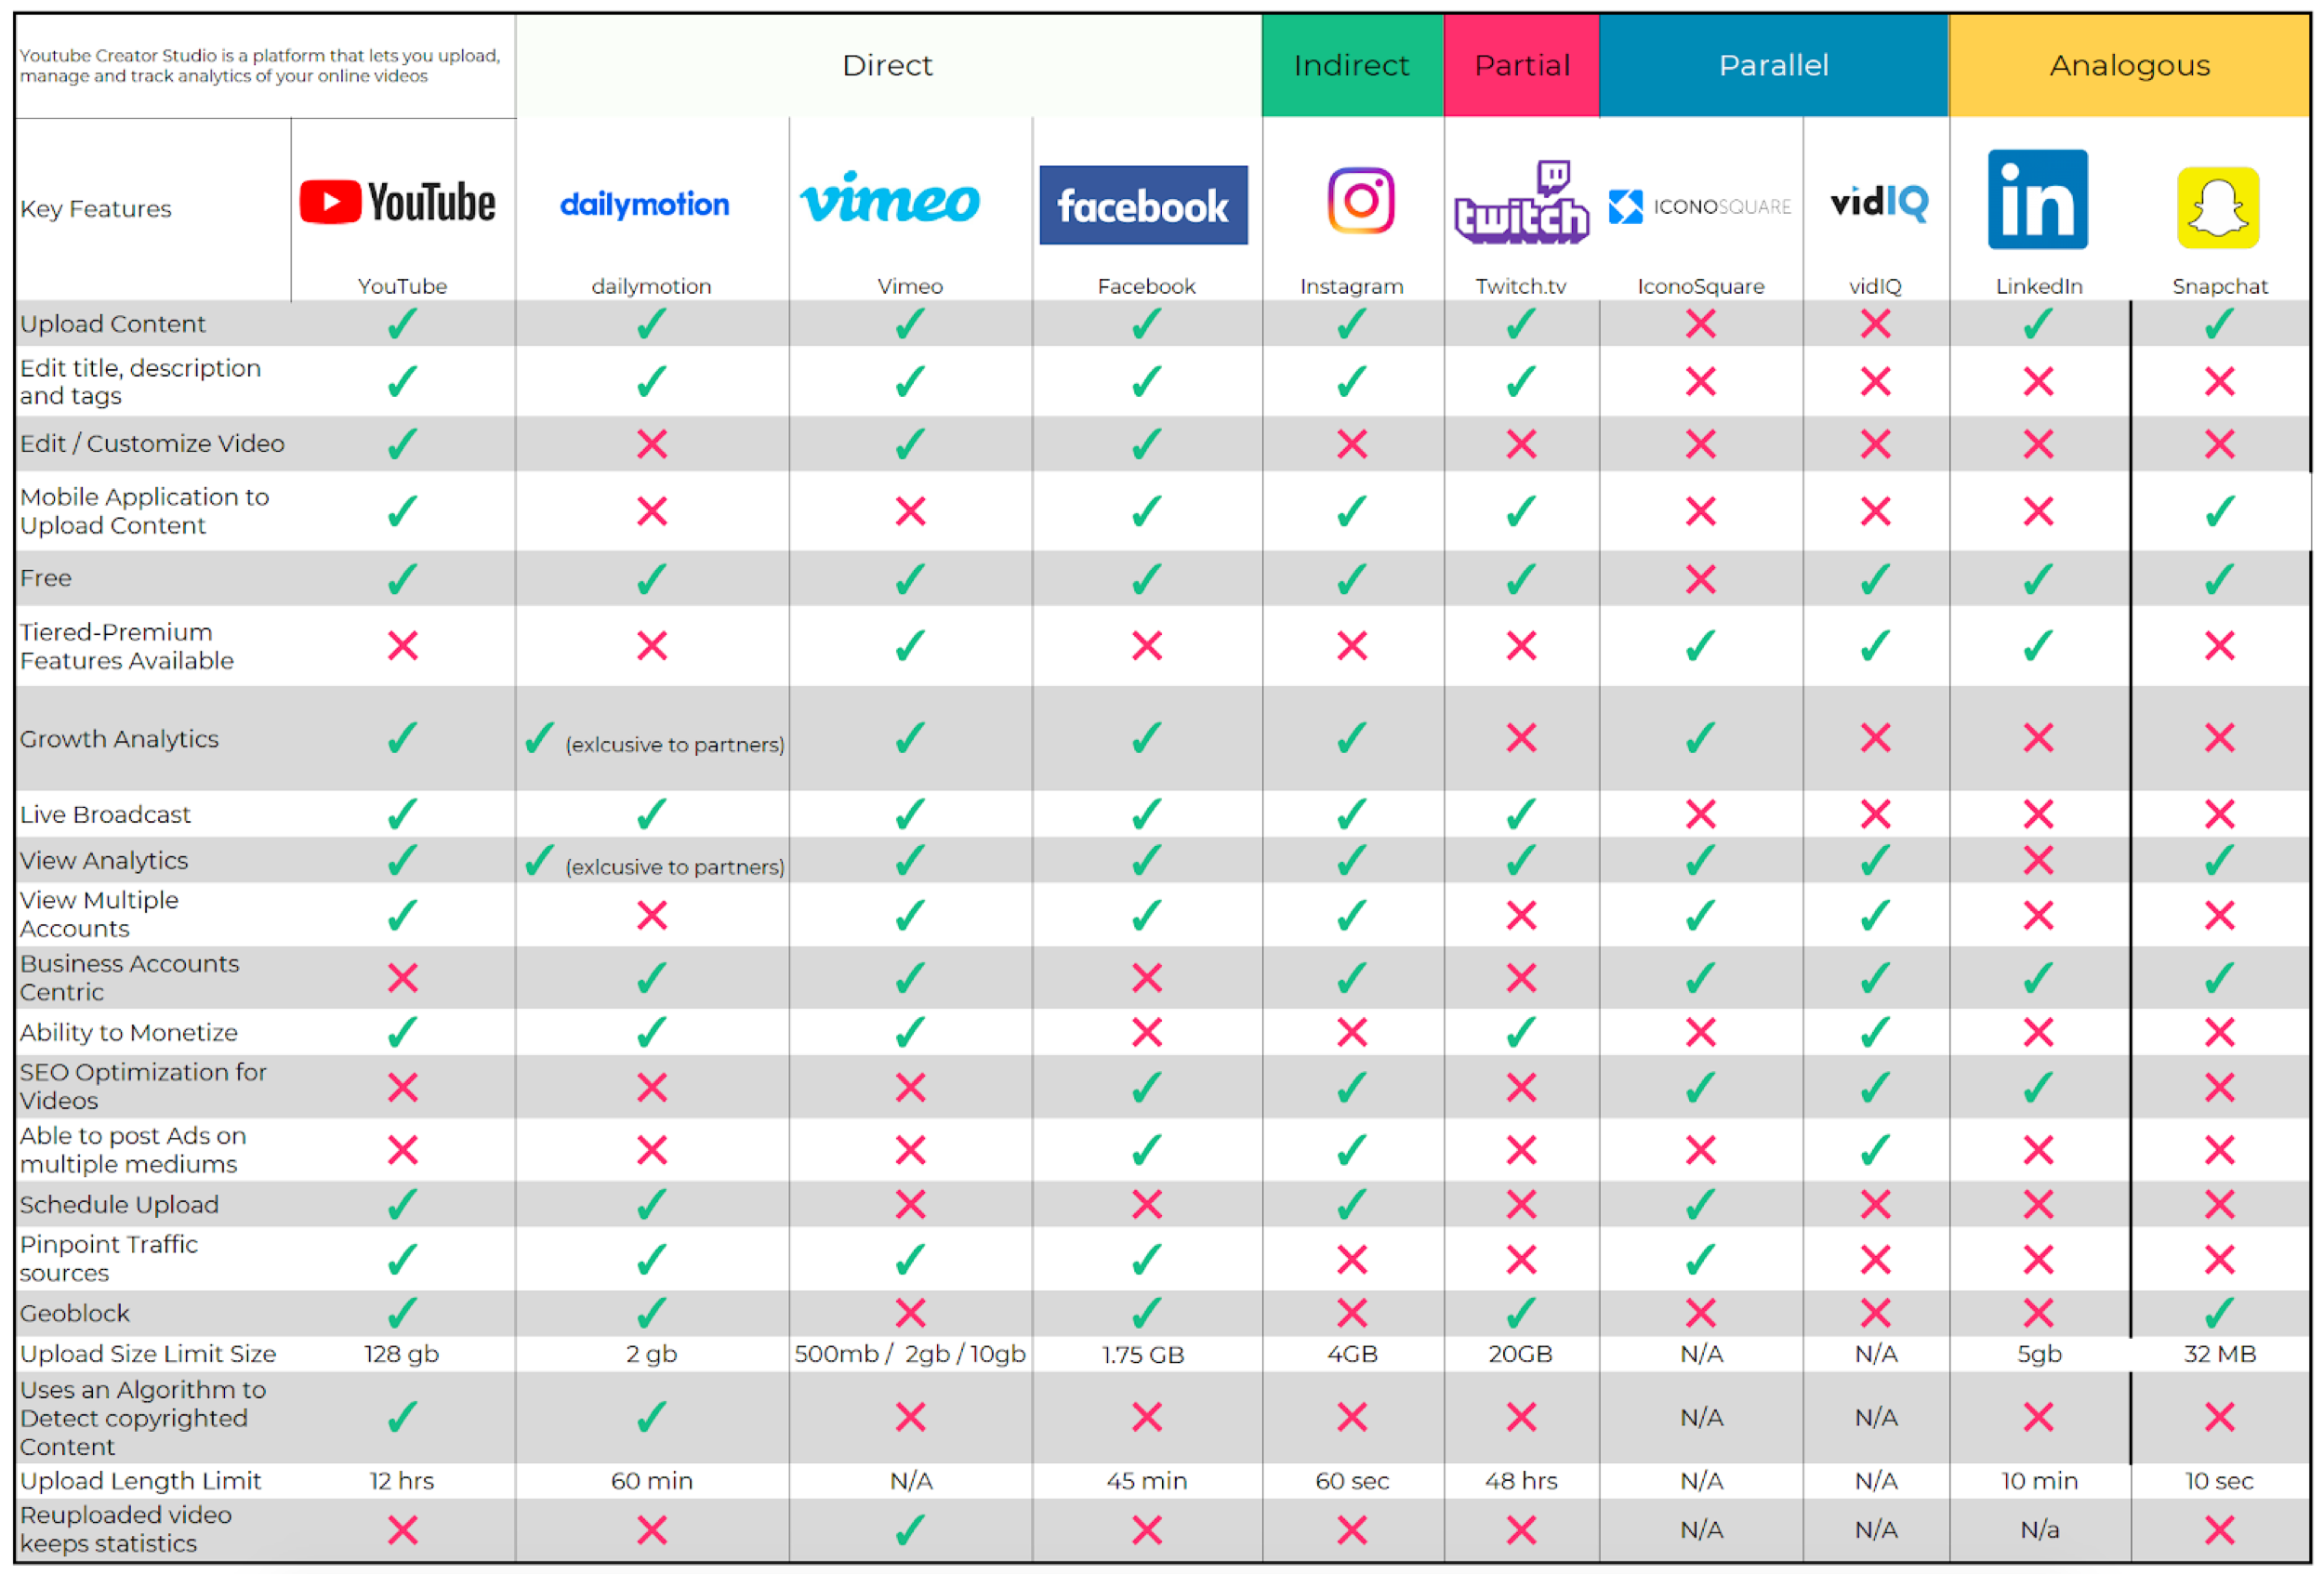 Youtube Creator Studio is a platform that lets you upload,
manage and track analytics of your online videos
Direct
Indirect
Partial
Parallel
Analogous
Key Features
YouTube
dailymotion
vimeo
facebook
twitch
ICONOSQUARE
vidIQ
in
YouTube
dailymotion
Vimeo
Facebook
Instagram
Twitch.tv
IconoSquare
vidIQ
LinkedIn
Snapchat
Upload Content
Edit title, description
and tags
Edit / Customize Video
Mobile Application to
Upload Content
Free
Tiered-Premium
Features Available
Growth Analytics
(exlcusive to partners)
Live Broadcast
View Analytics
(exlcusive to partners)
View Multiple
Accounts
Business Accounts
Centric
Ability to Monetize
SEO Optimization for
Videos
Able to post Ads on
multiple mediums
Schedule Upload
Pinpoint Traffic
sources
Geoblock
Upload Size Limit Size 128 gb 2 gb 500mb / 2gb / 10gb 1.75 GB 4GB 20GB N/A N/A 5gb 32 MB
Uses an Algorithm to
Detect copyrighted N/A N/A
Content
Upload Length Limit 12 hrs 60 min N/A 45 min 60 sec 48 hrs N/A N/A 10 min 10 sec
Reuploaded video
keeps statistics N/A N/A N/a